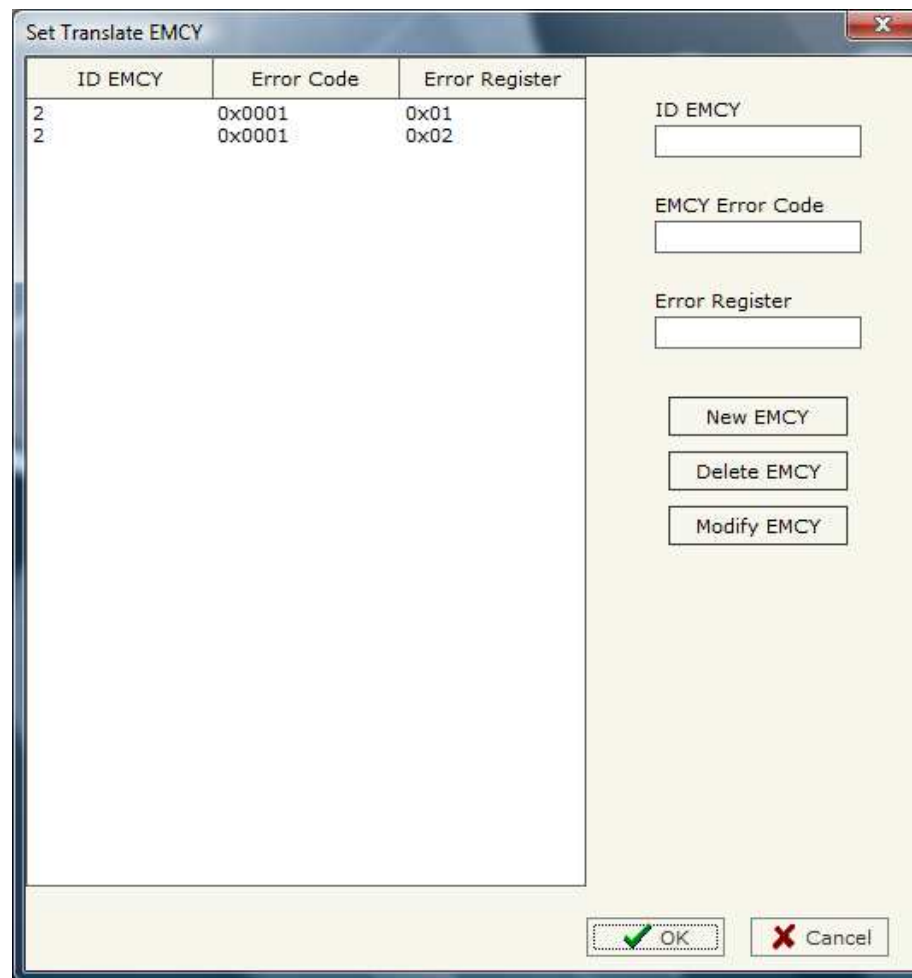 Set Translate EMCY
ID EMCY Error Code Error Register
2 0x0001 0x01
2 0x0001 0x02
ID EMCY
EMCY Error Code
Error Register
New EMCY
Delete EMCY
Modify EMCY
OK Cancel